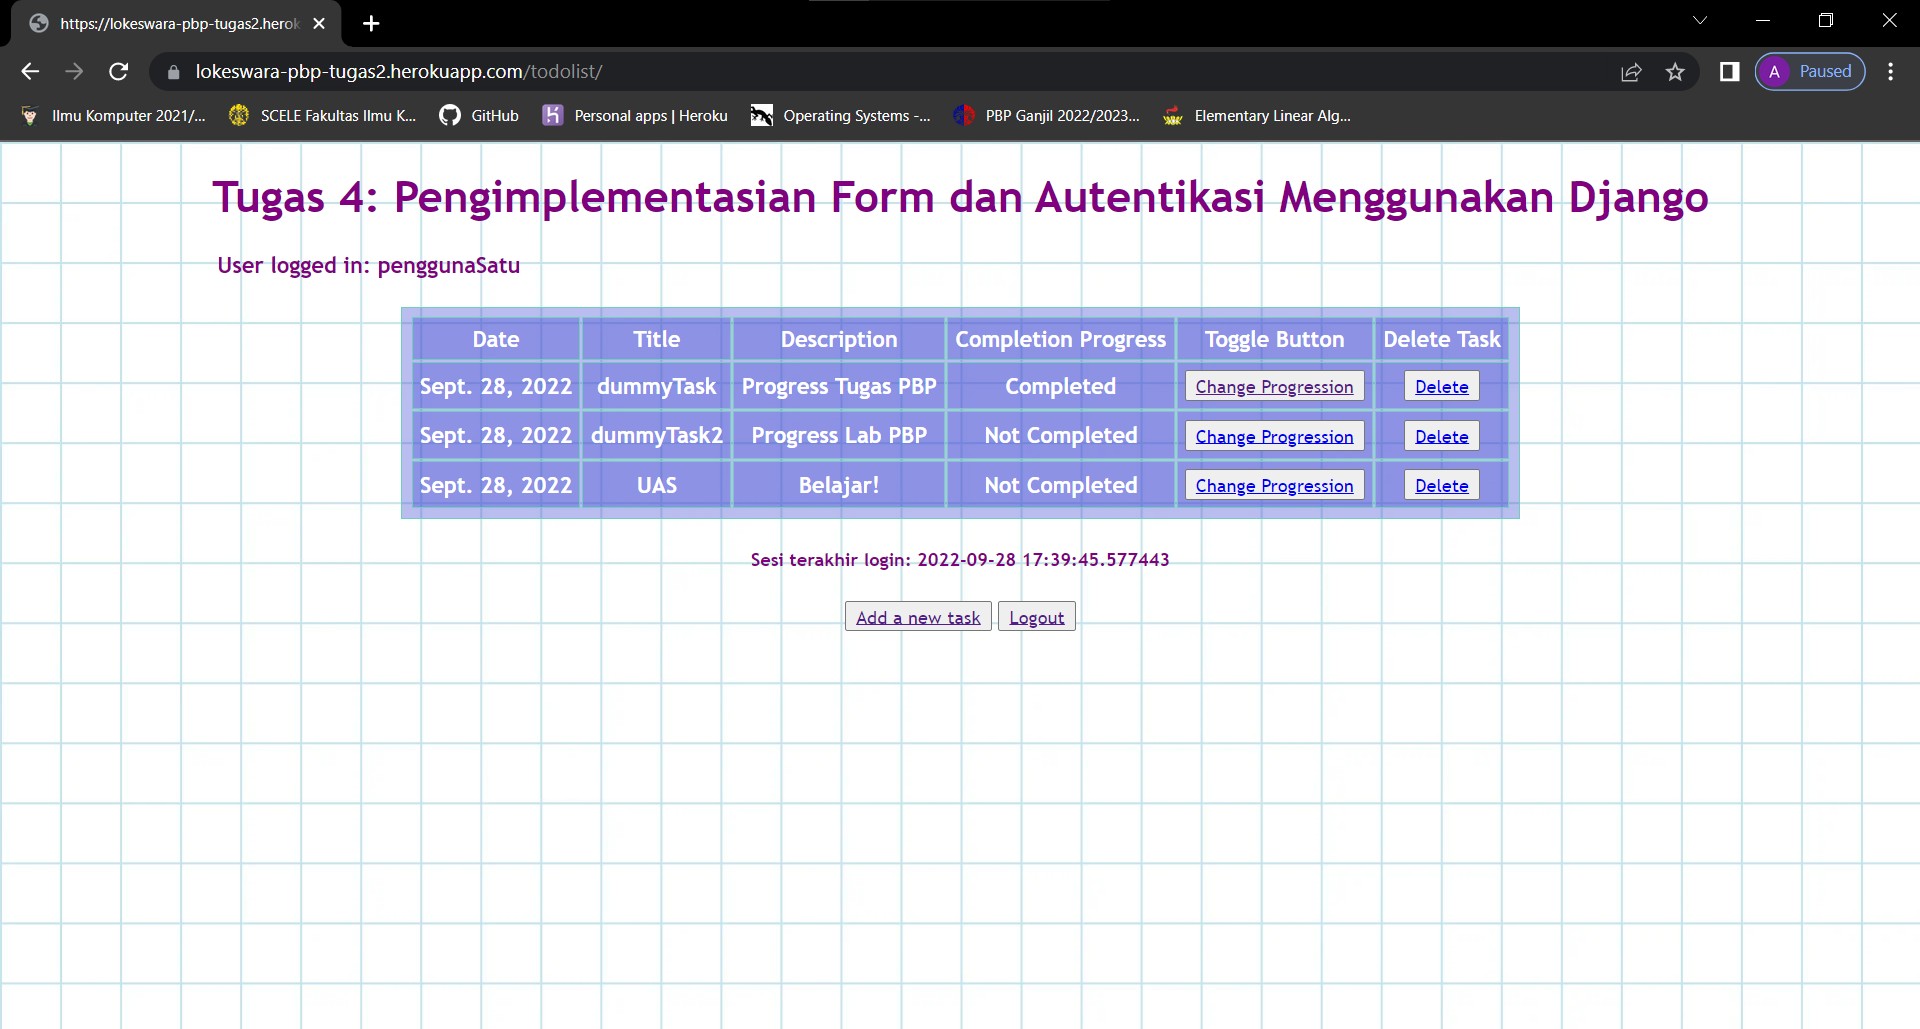 https://lokeswara-pbp-tugas2.herok
lokeswara-pbp-tugas2.herokuapp.com/todolist/
A Paused
Ilmu Komputer 2021/... SCELE Fakultas Ilmu K... GitHub Personal apps | Heroku Operating Systems -... PBP Ganjil 2022/2023... Elementary Linear Alg...
Tugas 4: Pengimplementasian Form dan Autentikasi Menggunakan Django
User logged in: penggunaSatu
Date Title Description Completion Progress Toggle Button Delete Task
Sept. 28, 2022 dummyTask Progress Tugas PBP Completed Change Progression Delete
Sept. 28, 2022 dummyTask2 Progress Lab PBP Not Completed Change Progression Delete
Sept. 28, 2022 UAS Belajar! Not Completed Change Progression Delete
Sesi terakhir login: 2022-09-28 17:39:45.577443
Add a new task Logout